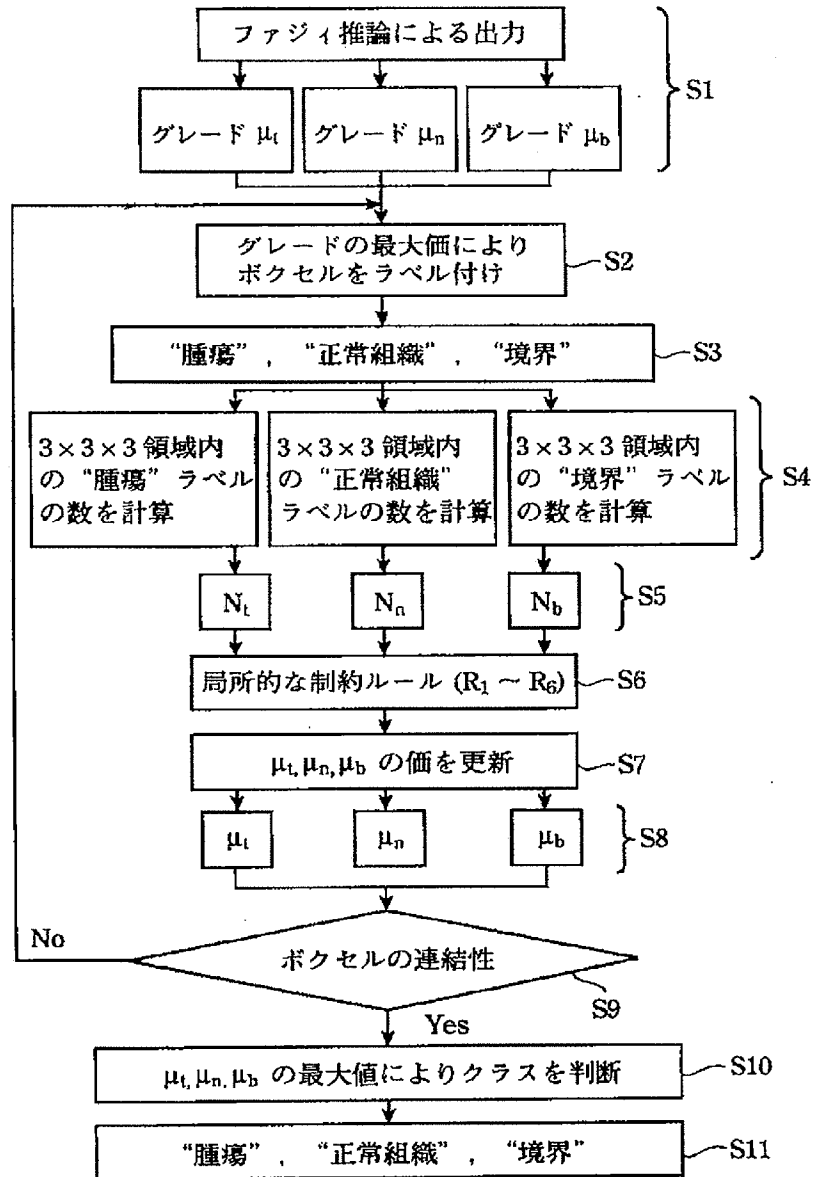 ファジィ推論による出力
S1
グレード μt
グレード μn
グレード μb
グレードの最大価により
ボクセルをラベル付け
S2
“腫瘍” , “正常組織” , “境界”
S3
3×3×3 領域内
の “腫瘍” ラベル
の数を計算
3×3×3 領域内
の “正常組織”
ラベルの数を計算
3×3×3 領域内
の “境界” ラベル
の数を計算
S4
Nt
Nn
Nb
S5
局所的な制約ルール (R1 ~ R6)
S6
μt, μn, μb の価を更新
S7
μt
μn
μb
S8
No
ボクセルの連結性
S9
Yes
μt, μn, μb の最大値によりクラスを判断
S10
“腫瘍” , “正常組織” , “境界”
S11